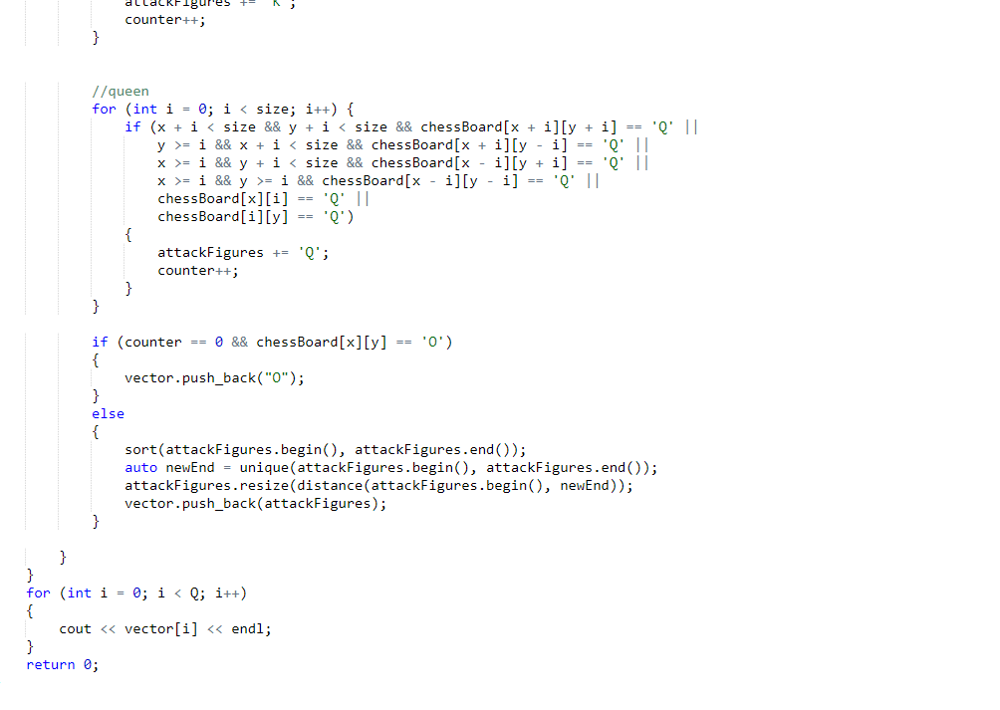 attackFigures += 'K';
counter++;
}
//queen
for (int i = 0; i < size; i++) {
if (x + i < size && y + i < size && chessBoard[x + i][y + i] == 'Q' ||
y >= i && x + i < size && chessBoard[x + i][y - i] == 'Q' ||
x >= i && y + i < size && chessBoard[x - i][y + i] == 'Q' ||
x >= i && y >= i && chessBoard[x - i][y - i] == 'Q' ||
chessBoard[x][i] == 'Q' ||
chessBoard[i][y] == 'Q')
{
attackFigures += 'Q';
counter++;
}
}
if (counter == 0 && chessBoard[x][y] == 'O')
{
vector.push_back("O");
}
else
{
sort(attackFigures.begin(), attackFigures.end());
auto newEnd = unique(attackFigures.begin(), attackFigures.end());
attackFigures.resize(distance(attackFigures.begin(), newEnd));
vector.push_back(attackFigures);
}
}
}
for (int i = 0; i < Q; i++)
{
cout << vector[i] << endl;
}
return 0;